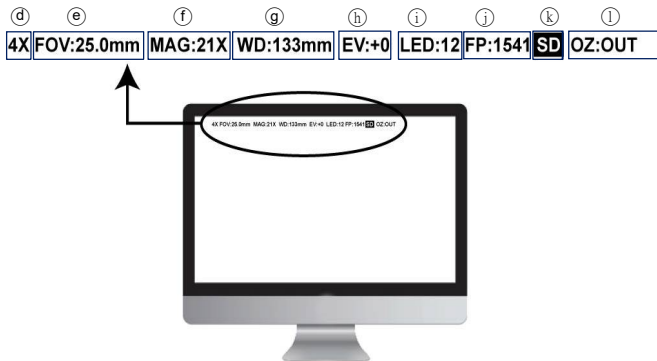 ⓓ ⓔ ⓕ ⓖ ⓗ ⓘ ⓙ ⓚ ⓛ
4X FOV:25.0mm MAG:21X WD:133mm EV:+0 LED:12 FP:1541 SD OZ:OUT
4X FOV:25.0mm MAG:21X WD:133mm EV:+0 LED:12 FP:1541 SD OZ:OUT